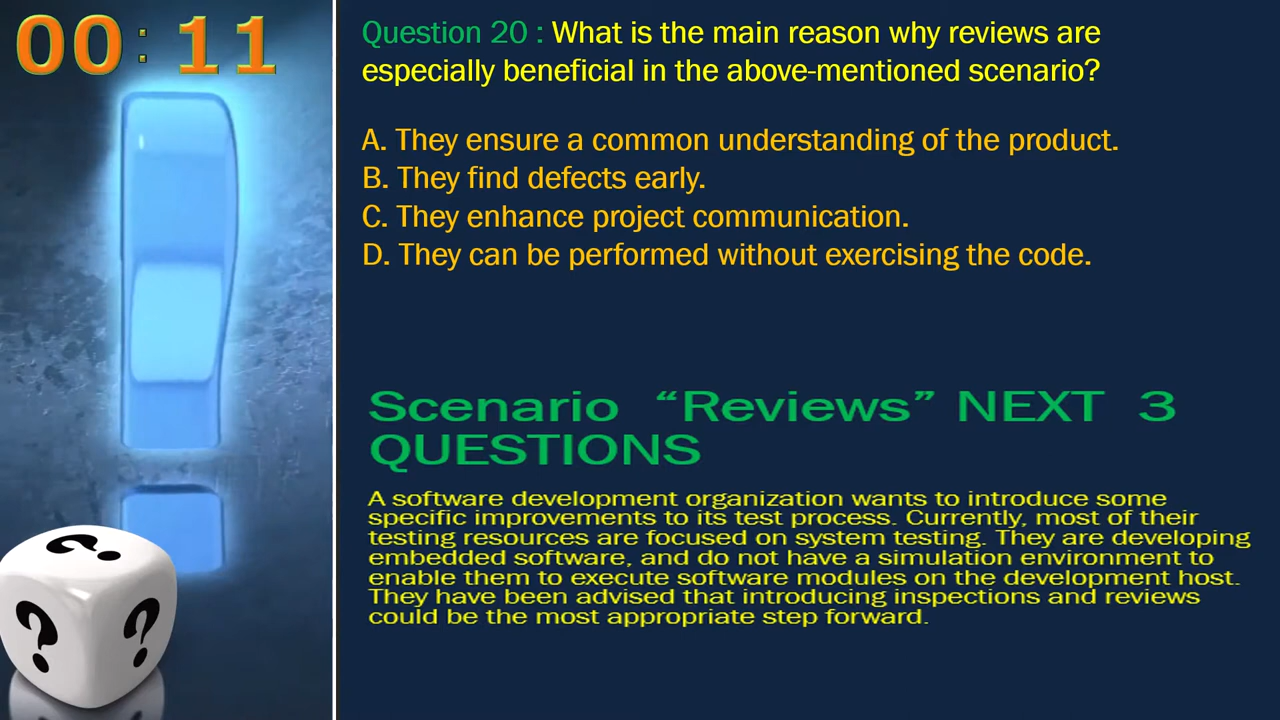 00:11
Question 20 : What is the main reason why reviews are
especially beneficial in the above-mentioned scenario?
A. They ensure a common understanding of the product.
B. They find defects early.
C. They enhance project communication.
D. They can be performed without exercising the code.
Scenario “Reviews” NEXT 3
QUESTIONS
A software development organization wants to introduce some
specific improvements to its test process. Currently, most of their
testing resources are focused on system testing. They are developing
embedded software, and do not have a simulation environment to
enable them to execute software modules on the development host.
They have been advised that introducing inspections and reviews
could be the most appropriate step forward.
? ? ?